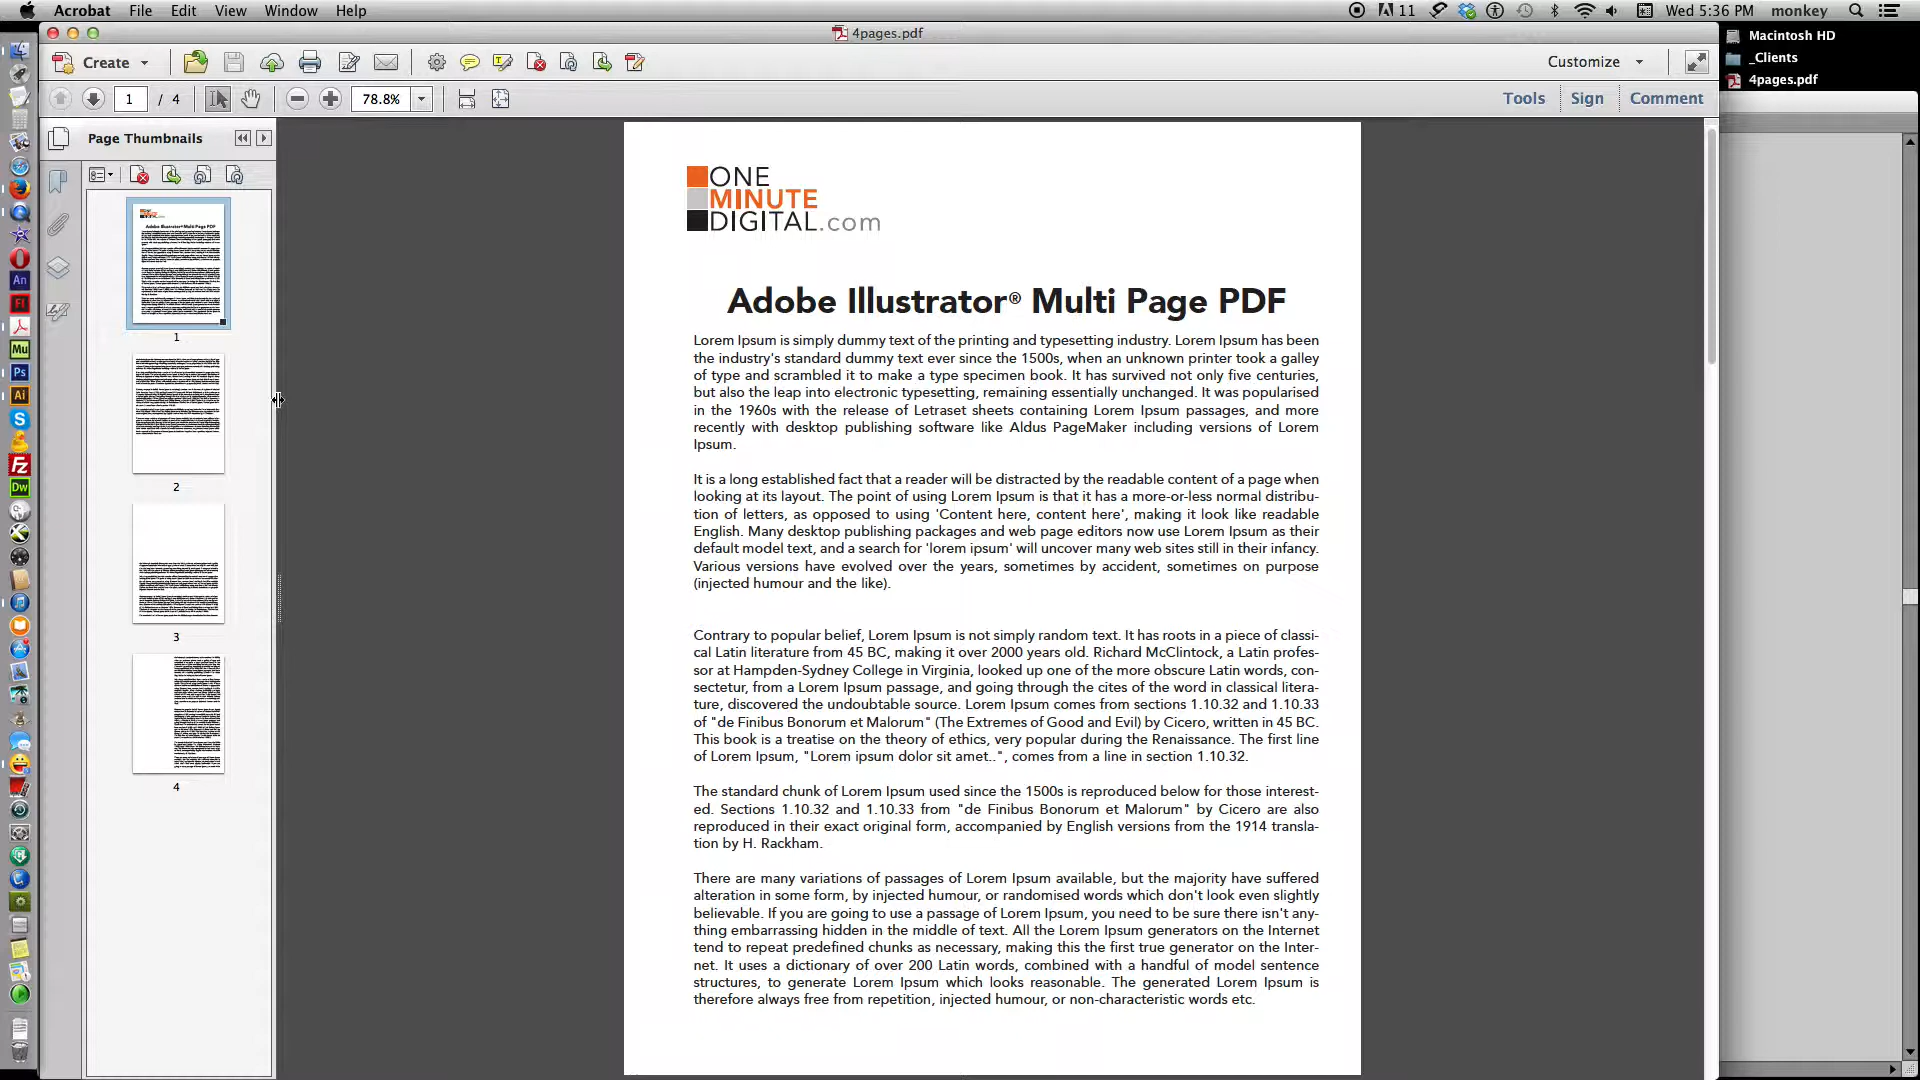 Acrobat File Edit View Window Help
11 Wed 5:36 PM monkey
4pages.pdf
Macintosh HD
_Clients
4pages.pdf
Create
Customize
1 / 4 78.8%
Tools Sign Comment
Page Thumbnails
1
2
3
4
An
Mu
Ps
Ai
Fz
Dw
ONE
MINUTE
DIGITAL.com
Adobe Illustrator® Multi Page PDF
Lorem Ipsum is simply dummy text of the printing and typesetting industry. Lorem Ipsum has been
the industry's standard dummy text ever since the 1500s, when an unknown printer took a galley
of type and scrambled it to make a type specimen book. It has survived not only five centuries,
but also the leap into electronic typesetting, remaining essentially unchanged. It was popularised
in the 1960s with the release of Letraset sheets containing Lorem Ipsum passages, and more
recently with desktop publishing software like Aldus PageMaker including versions of Lorem
Ipsum.
It is a long established fact that a reader will be distracted by the readable content of a page when
looking at its layout. The point of using Lorem Ipsum is that it has a more-or-less normal distribu-
tion of letters, as opposed to using 'Content here, content here', making it look like readable
English. Many desktop publishing packages and web page editors now use Lorem Ipsum as their
default model text, and a search for 'lorem ipsum' will uncover many web sites still in their infancy.
Various versions have evolved over the years, sometimes by accident, sometimes on purpose
(injected humour and the like).
Contrary to popular belief, Lorem Ipsum is not simply random text. It has roots in a piece of classi-
cal Latin literature from 45 BC, making it over 2000 years old. Richard McClintock, a Latin profes-
sor at Hampden-Sydney College in Virginia, looked up one of the more obscure Latin words, con-
sectetur, from a Lorem Ipsum passage, and going through the cites of the word in classical litera-
ture, discovered the undoubtable source. Lorem Ipsum comes from sections 1.10.32 and 1.10.33
of "de Finibus Bonorum et Malorum" (The Extremes of Good and Evil) by Cicero, written in 45 BC.
This book is a treatise on the theory of ethics, very popular during the Renaissance. The first line
of Lorem Ipsum, "Lorem ipsum dolor sit amet..", comes from a line in section 1.10.32.
The standard chunk of Lorem Ipsum used since the 1500s is reproduced below for those interest-
ed. Sections 1.10.32 and 1.10.33 from "de Finibus Bonorum et Malorum" by Cicero are also
reproduced in their exact original form, accompanied by English versions from the 1914 transla-
tion by H. Rackham.
There are many variations of passages of Lorem Ipsum available, but the majority have suffered
alteration in some form, by injected humour, or randomised words which don't look even slightly
believable. If you are going to use a passage of Lorem Ipsum, you need to be sure there isn't any-
thing embarrassing hidden in the middle of text. All the Lorem Ipsum generators on the Internet
tend to repeat predefined chunks as necessary, making this the first true generator on the Inter-
net. It uses a dictionary of over 200 Latin words, combined with a handful of model sentence
structures, to generate Lorem Ipsum which looks reasonable. The generated Lorem Ipsum is
therefore always free from repetition, injected humour, or non-characteristic words etc.